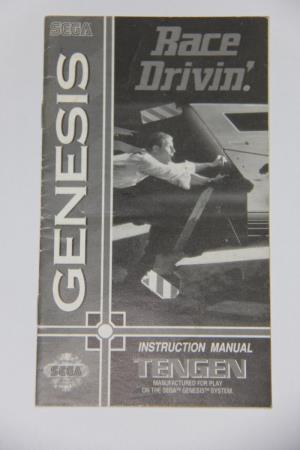 SEGA
Race
Drivin'.
GENESIS
INSTRUCTION MANUAL
TENGEN
MANUFACTURED FOR PLAY
ON THE SEGA™ GENESIS™ SYSTEM.
SEGA